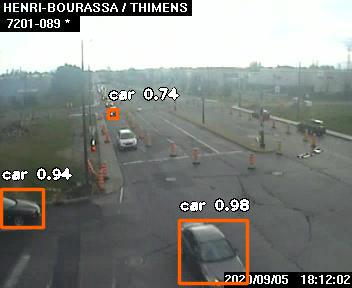 HENRI-BOURASSA / THIMENS
7201-089 *
car 0.74
car 0.94
car 0.98
2020/09/05 18:12:02